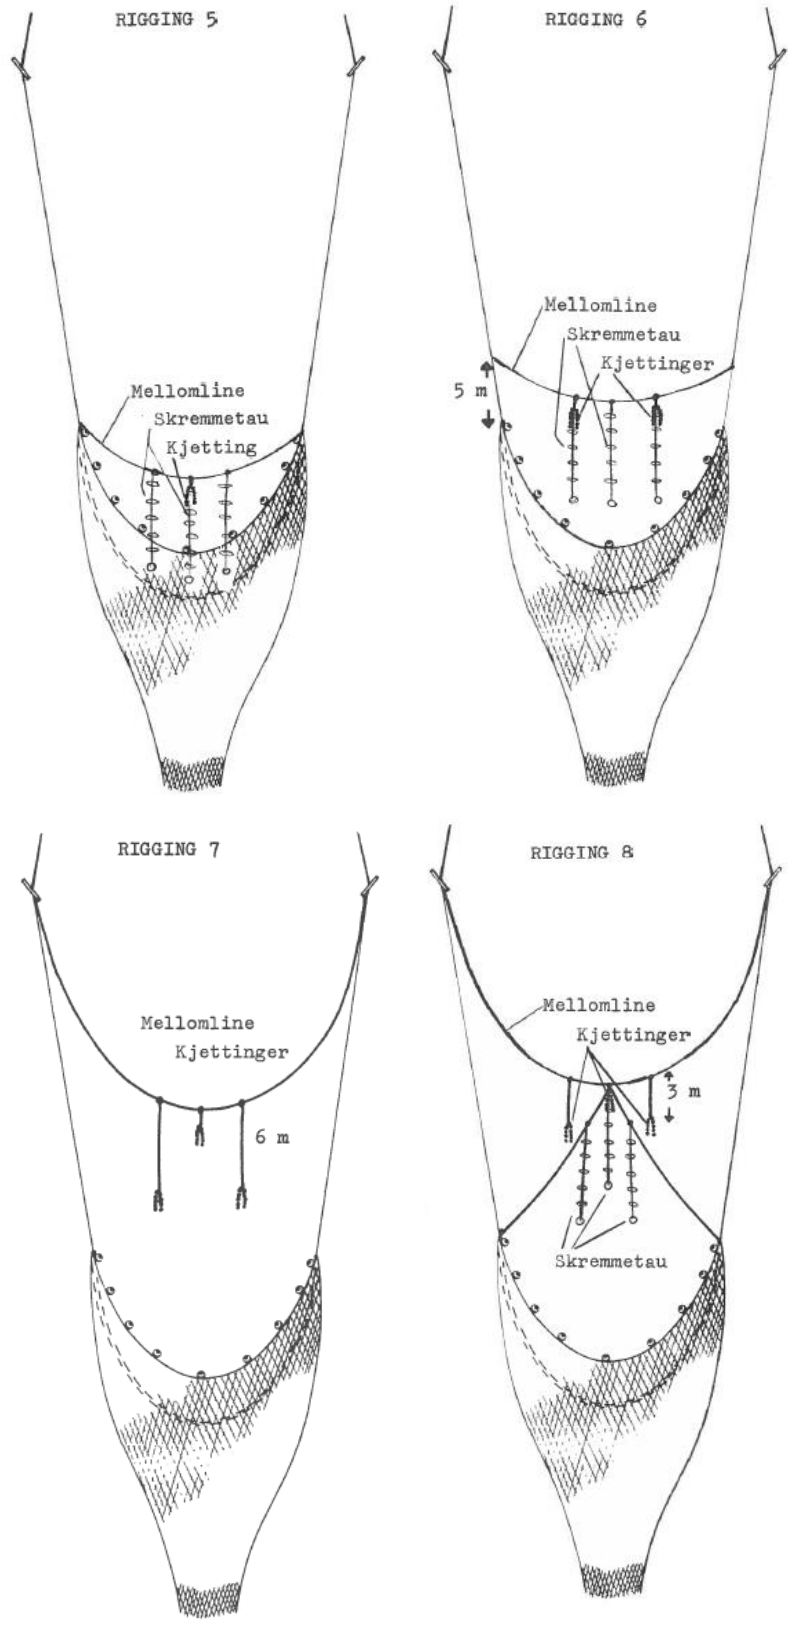 RIGGING 5
Mellomline
Skremmetau
Kjetting
RIGGING 6
Mellomline
Skremmetau
Kjettinger
5 m
RIGGING 7
Mellomline
Kjettinger
6 m
RIGGING 8
Mellomline
Kjettinger
3 m
Skremmetau